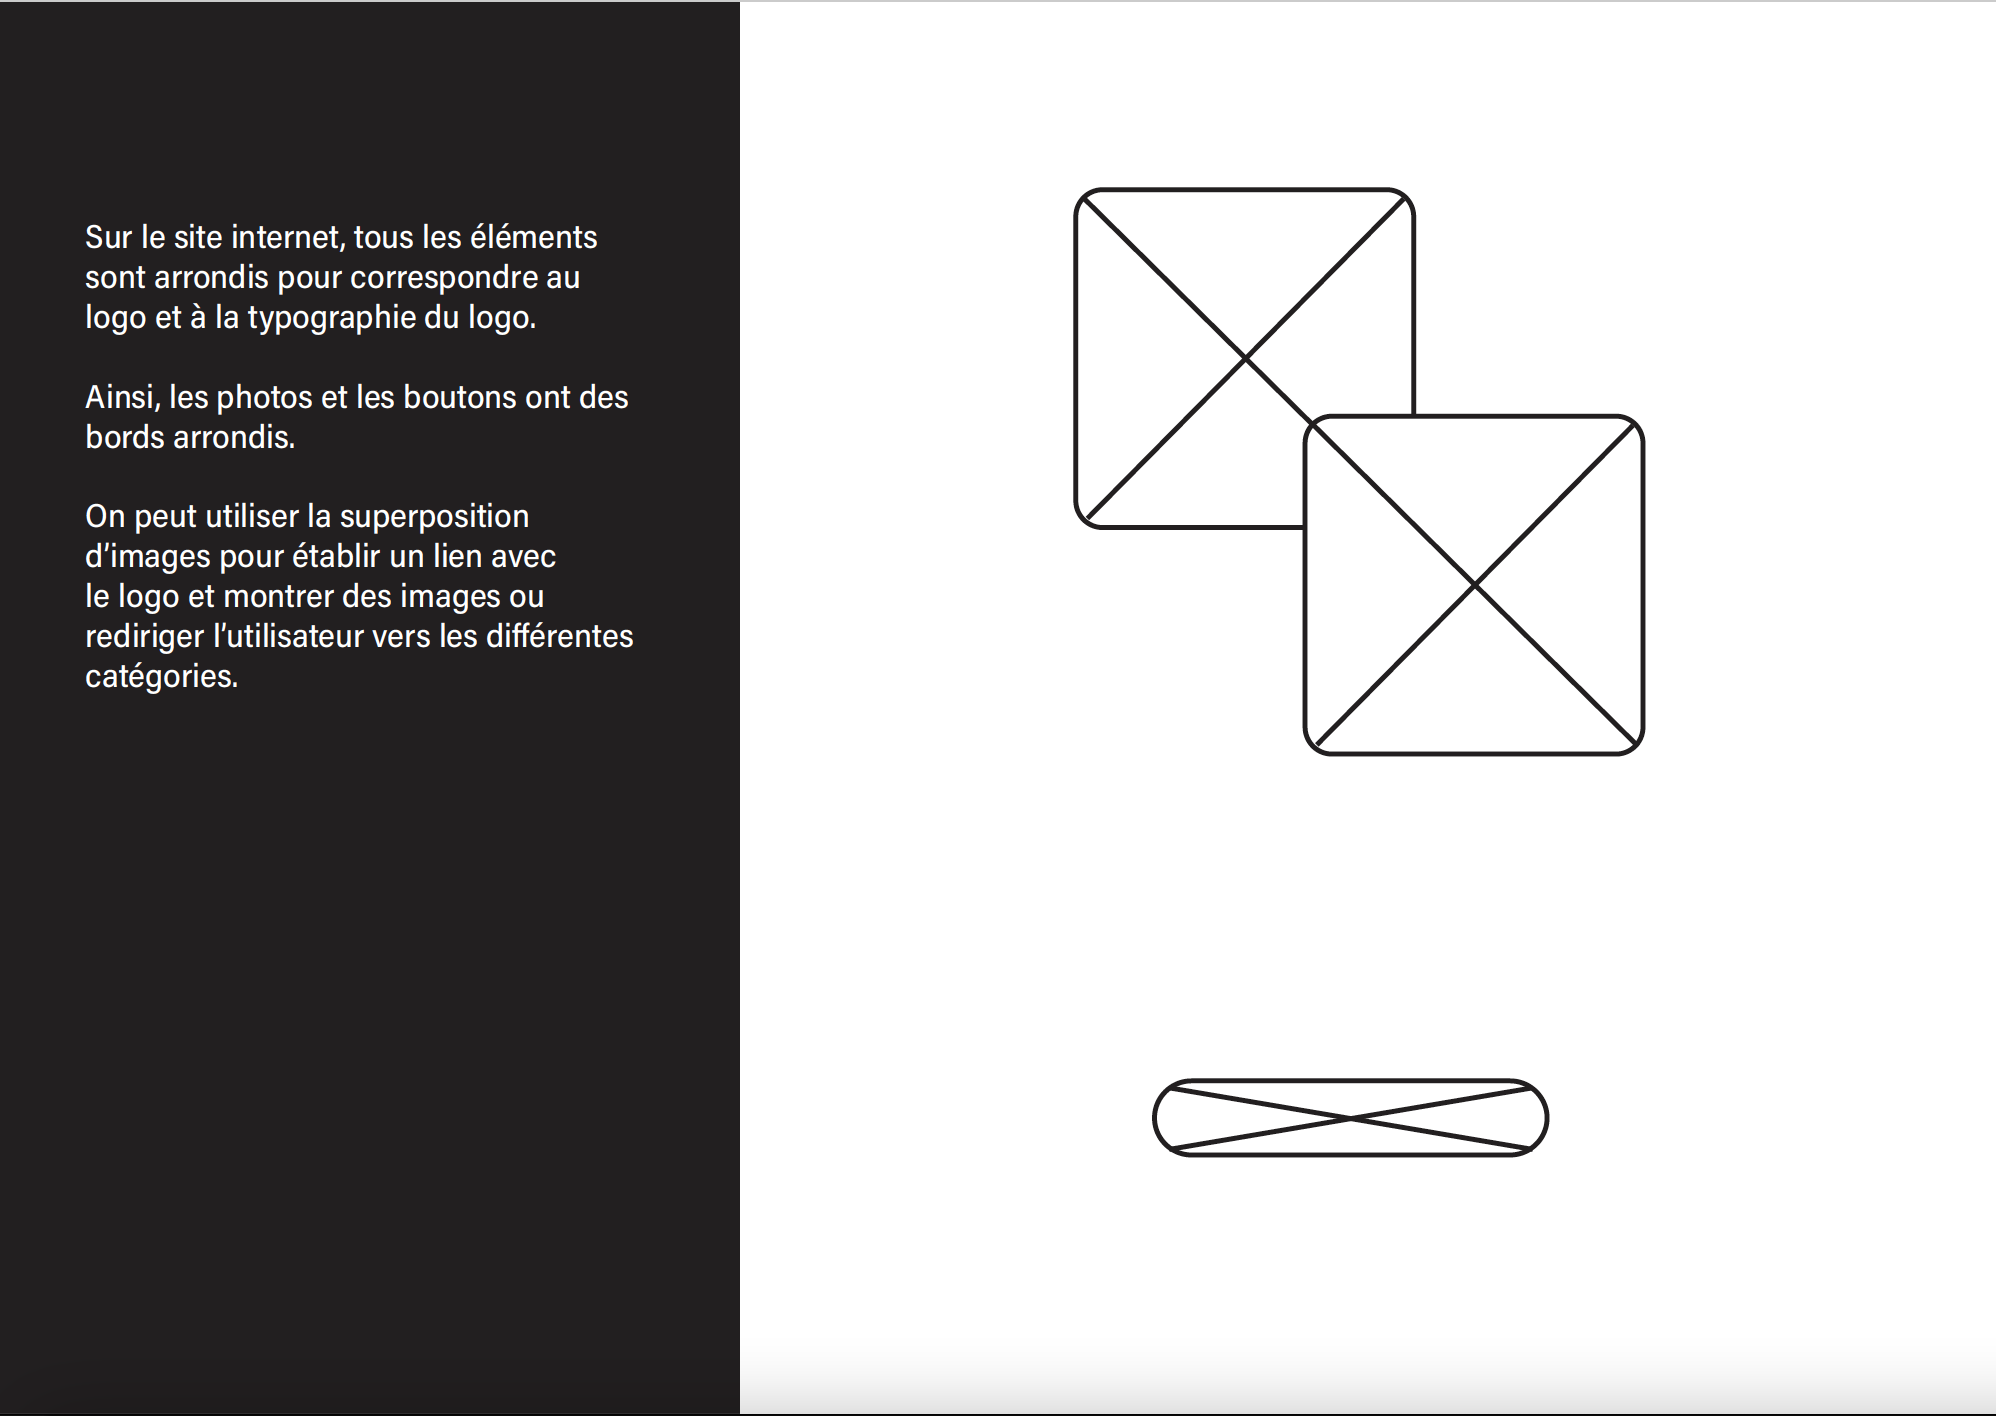 Sur le site internet, tous les éléments
sont arrondis pour correspondre au
logo et à la typographie du logo.
Ainsi, les photos et les boutons ont des
bords arrondis.
On peut utiliser la superposition
d’images pour établir un lien avec
le logo et montrer des images ou
rediriger l’utilisateur vers les différentes
catégories.